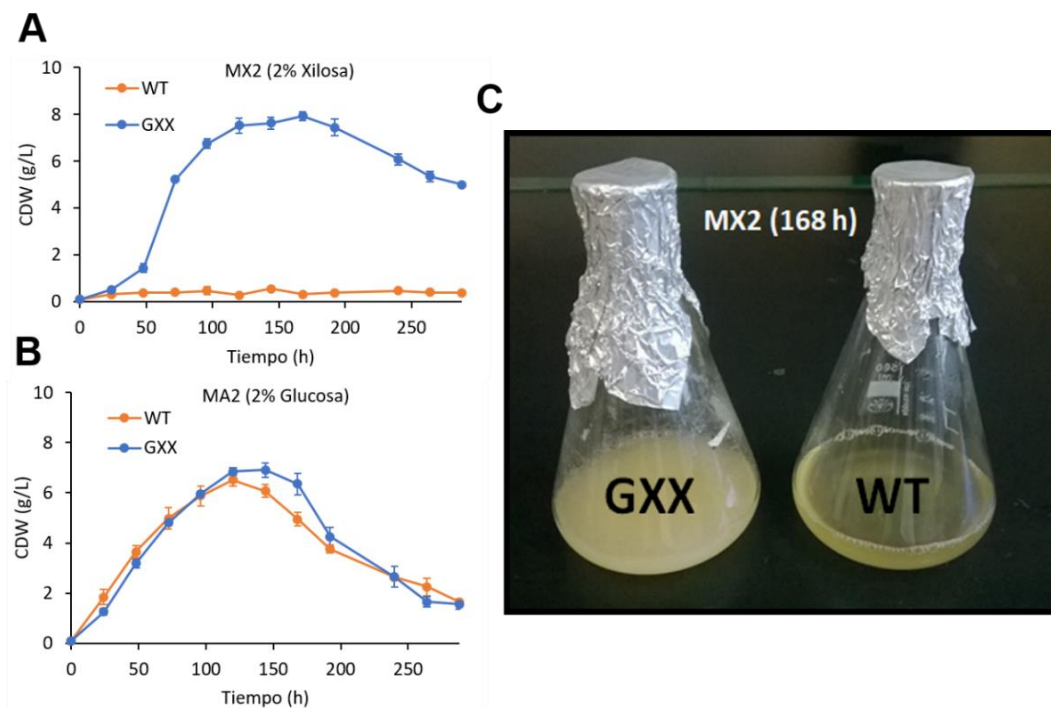 A
MX2 (2% Xilosa)
WT
GXX
CDW (g/L)
10
8
6
4
2
0
0
50
100
150
200
250
Tiempo (h)
B
MA2 (2% Glucosa)
WT
GXX
CDW (g/L)
10
8
6
4
2
0
0
50
100
150
200
250
Tiempo (h)
C
MX2 (168 h)
GXX
WT